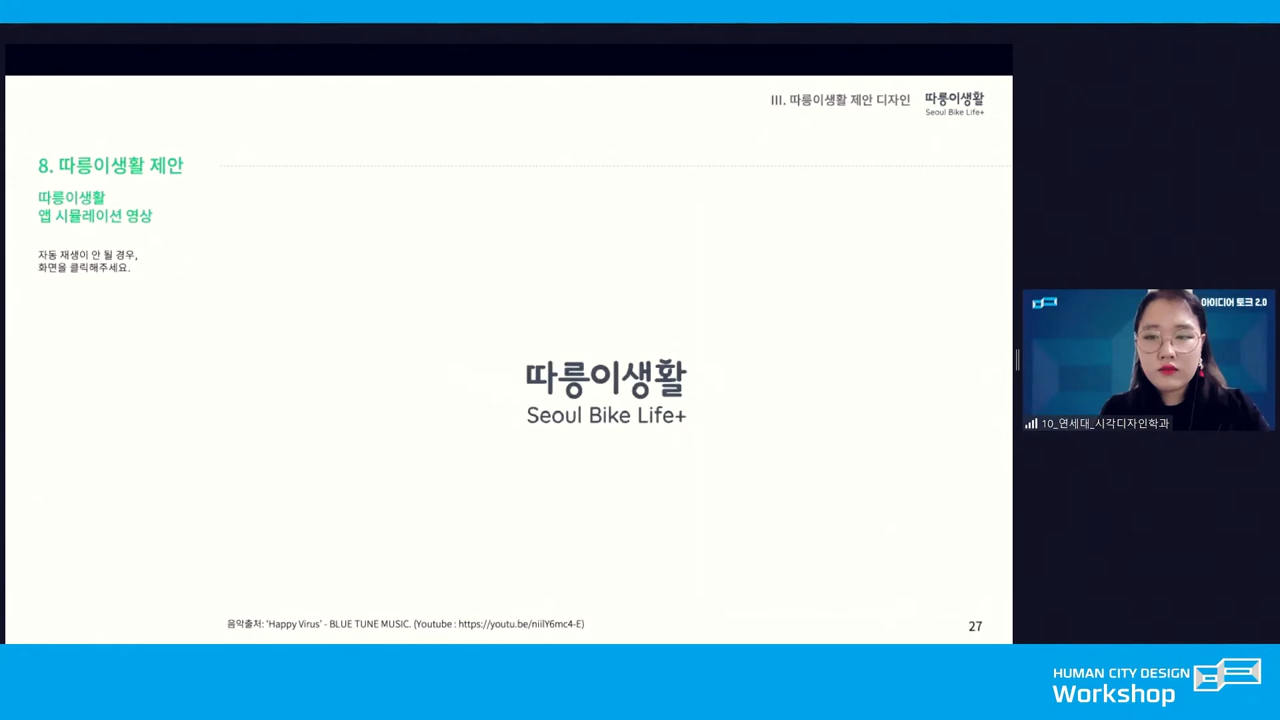 III. 따릉이생활 제안 디자인
따릉이생활
Seoul Bike Life+
8. 따릉이생활 제안
따릉이생활
앱 시뮬레이션 영상
자동 재생이 안 될 경우,
화면을 클릭해주세요.
따릉이생활
Seoul Bike Life+
아이디어 토크 2.0
10_연세대_시각디자인학과
음악출처: 'Happy Virus' - BLUE TUNE MUSIC. (Youtube : https://youtu.be/niilY6mc4-E)
27
HUMAN CITY DESIGN
Workshop